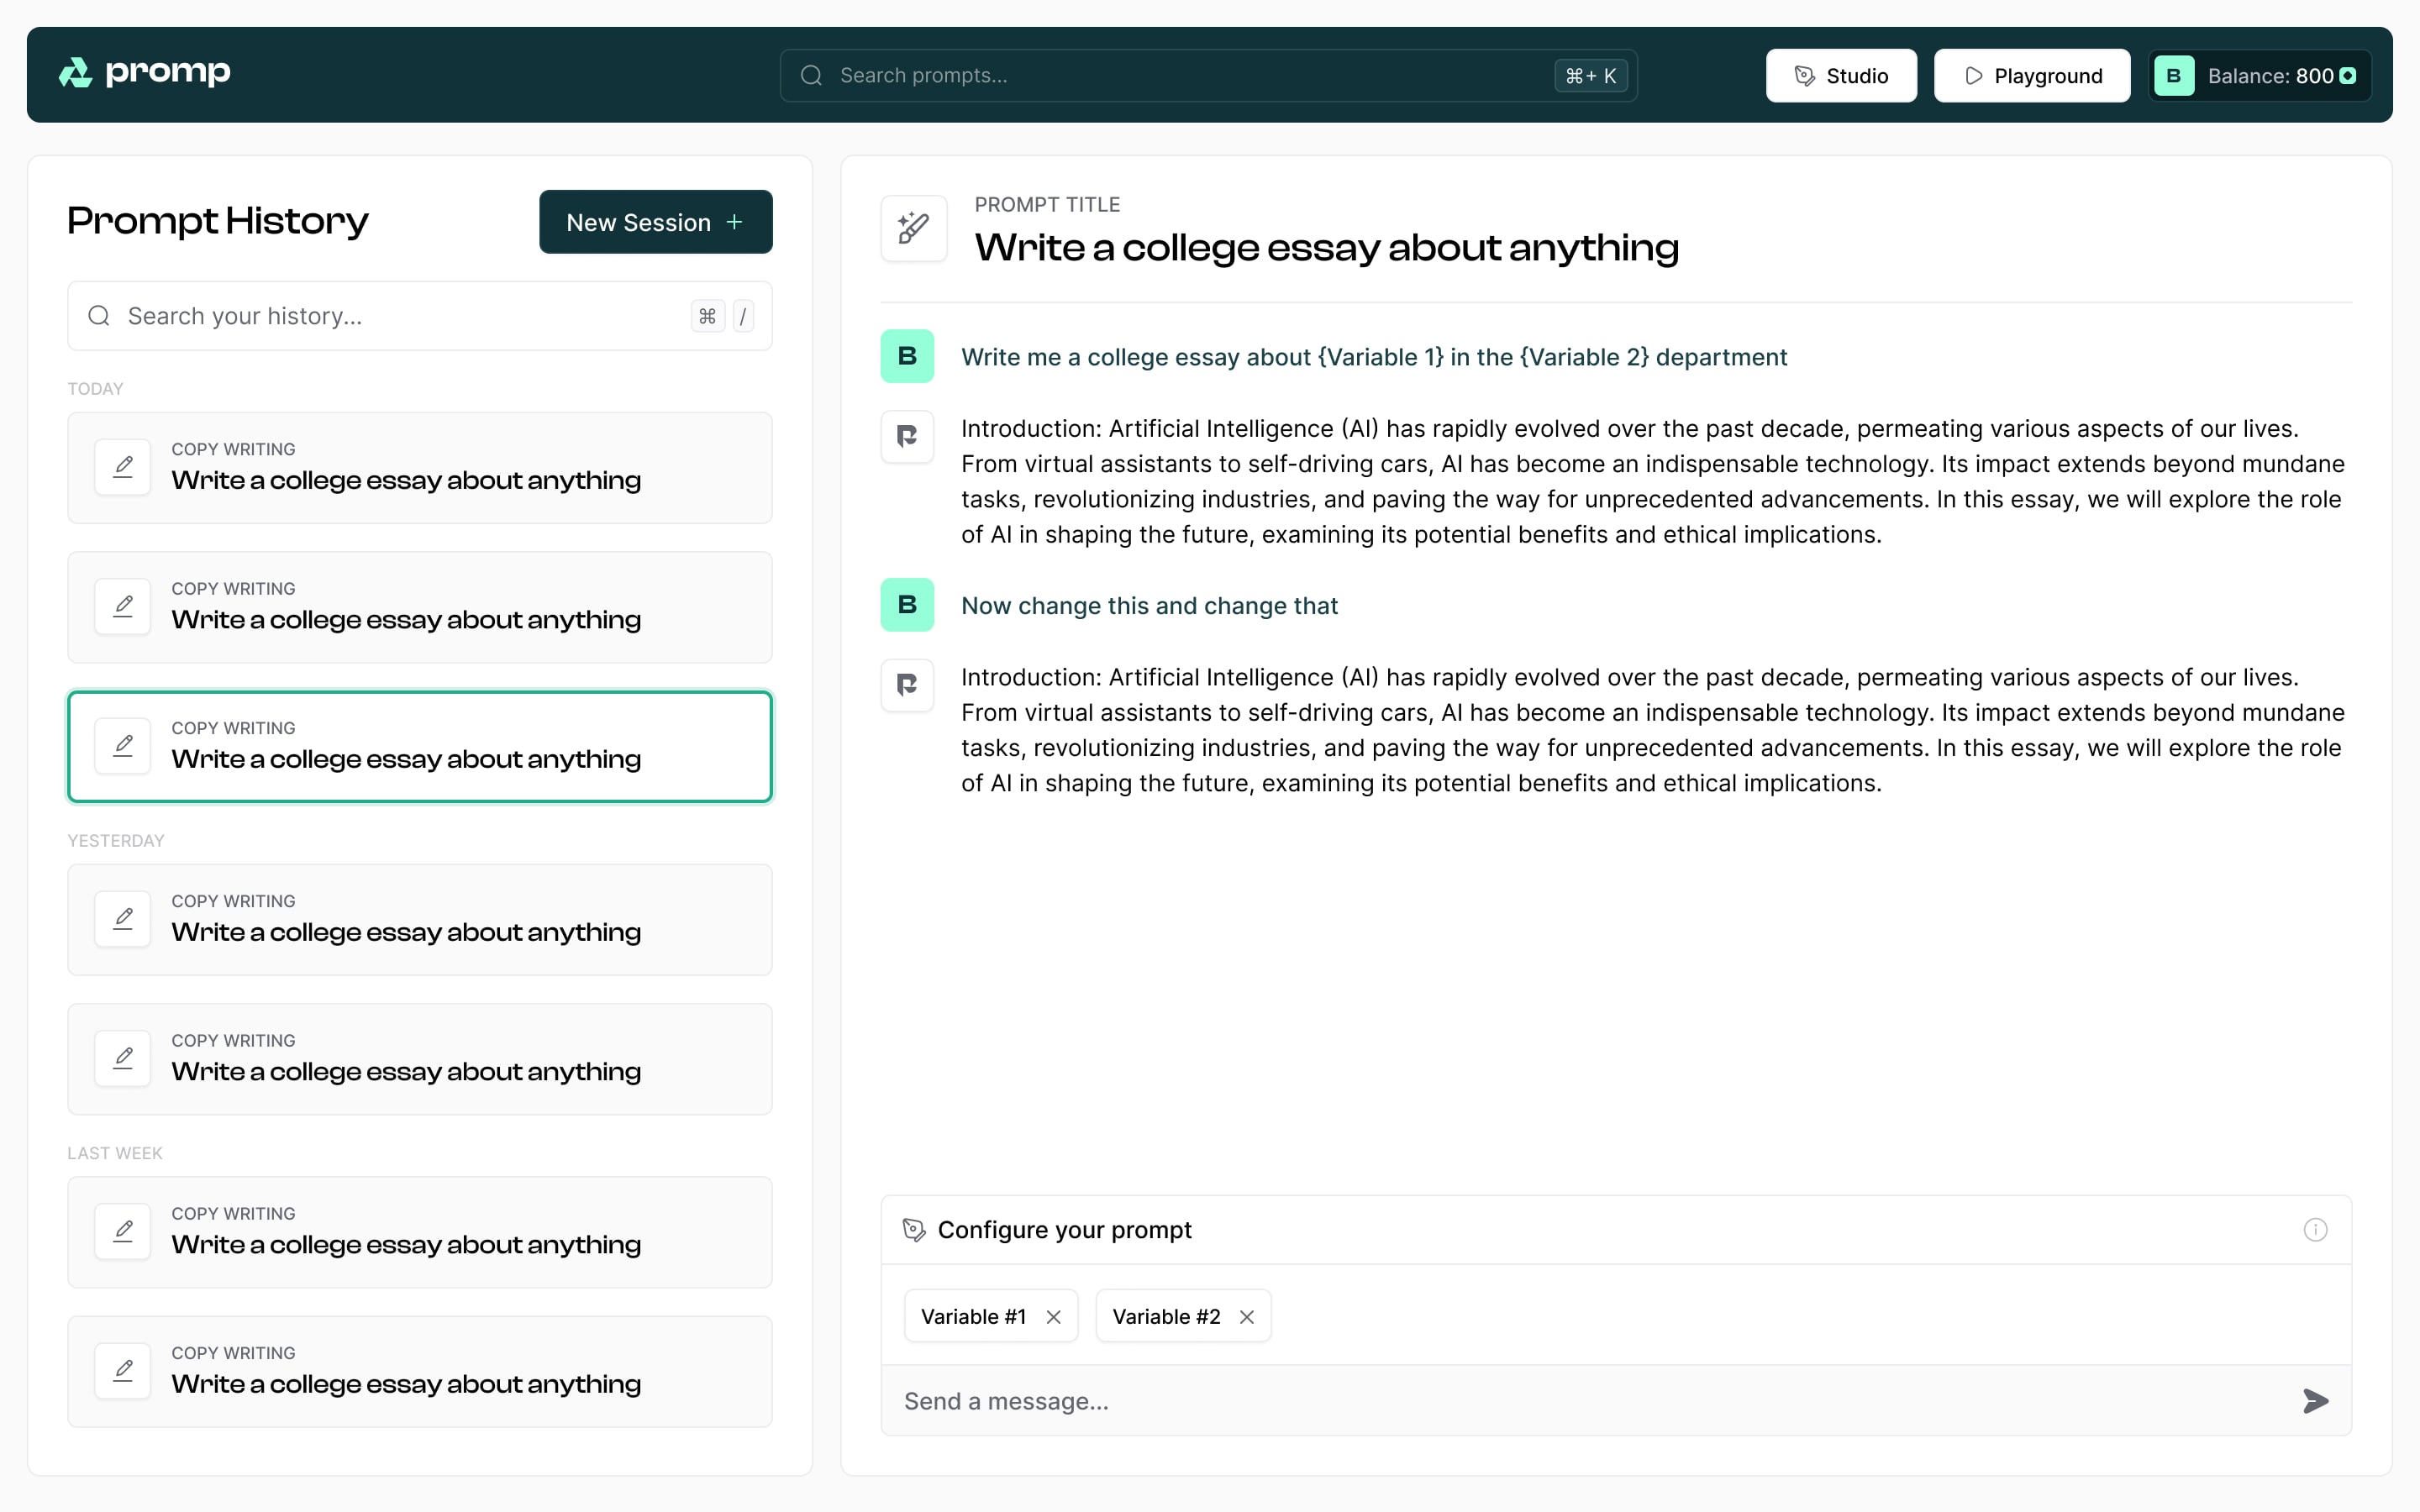 promp
Search prompts...
⌘+ K
Studio
Playground
B
Balance: 800
Prompt History
New Session +
Search your history...
⌘ /
TODAY
COPY WRITING
Write a college essay about anything
COPY WRITING
Write a college essay about anything
COPY WRITING
Write a college essay about anything
YESTERDAY
COPY WRITING
Write a college essay about anything
COPY WRITING
Write a college essay about anything
LAST WEEK
COPY WRITING
Write a college essay about anything
COPY WRITING
Write a college essay about anything
PROMPT TITLE
Write a college essay about anything
B
Write me a college essay about {Variable 1} in the {Variable 2} department
Introduction: Artificial Intelligence (AI) has rapidly evolved over the past decade, permeating various aspects of our lives.
From virtual assistants to self-driving cars, AI has become an indispensable technology. Its impact extends beyond mundane
tasks, revolutionizing industries, and paving the way for unprecedented advancements. In this essay, we will explore the role
of AI in shaping the future, examining its potential benefits and ethical implications.
B
Now change this and change that
Introduction: Artificial Intelligence (AI) has rapidly evolved over the past decade, permeating various aspects of our lives.
From virtual assistants to self-driving cars, AI has become an indispensable technology. Its impact extends beyond mundane
tasks, revolutionizing industries, and paving the way for unprecedented advancements. In this essay, we will explore the role
of AI in shaping the future, examining its potential benefits and ethical implications.
Configure your prompt
Variable #1
Variable #2
Send a message...